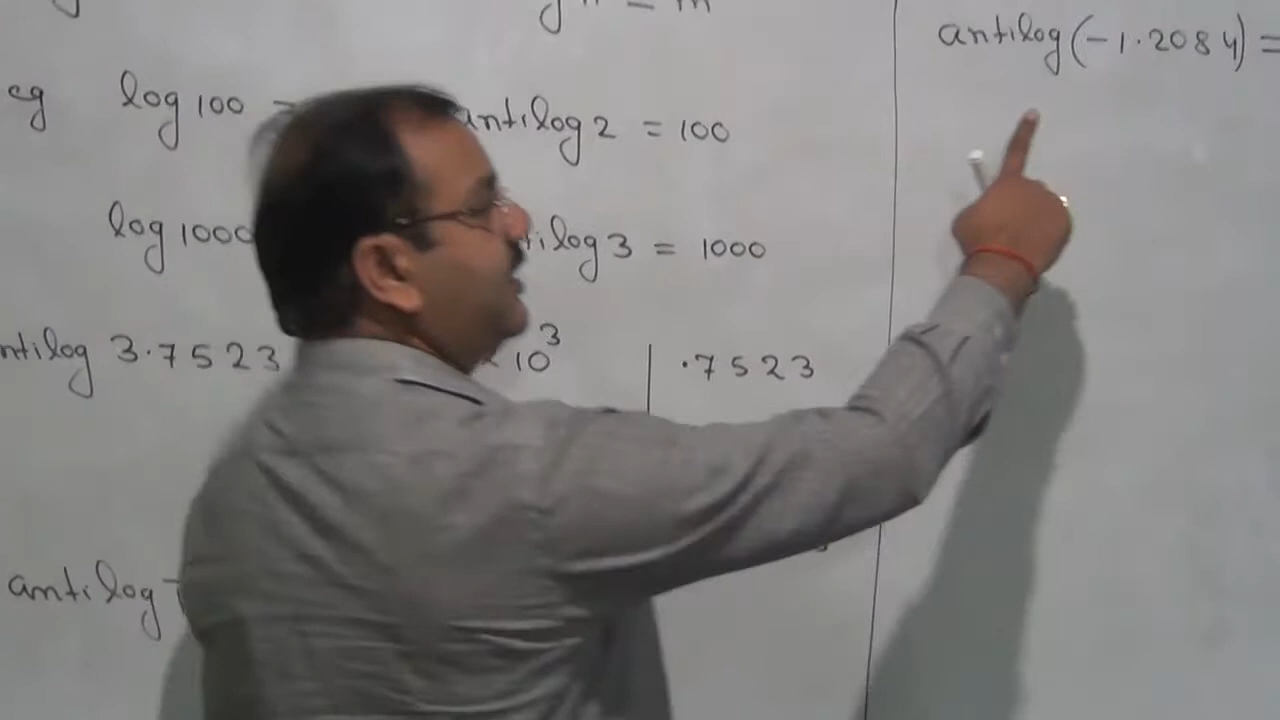 eg log 100 antilog 2 = 100
log 1000 log 3 = 1000
antilog 3.7523 10³ .7523
antilog
antilog (-1.2084) =